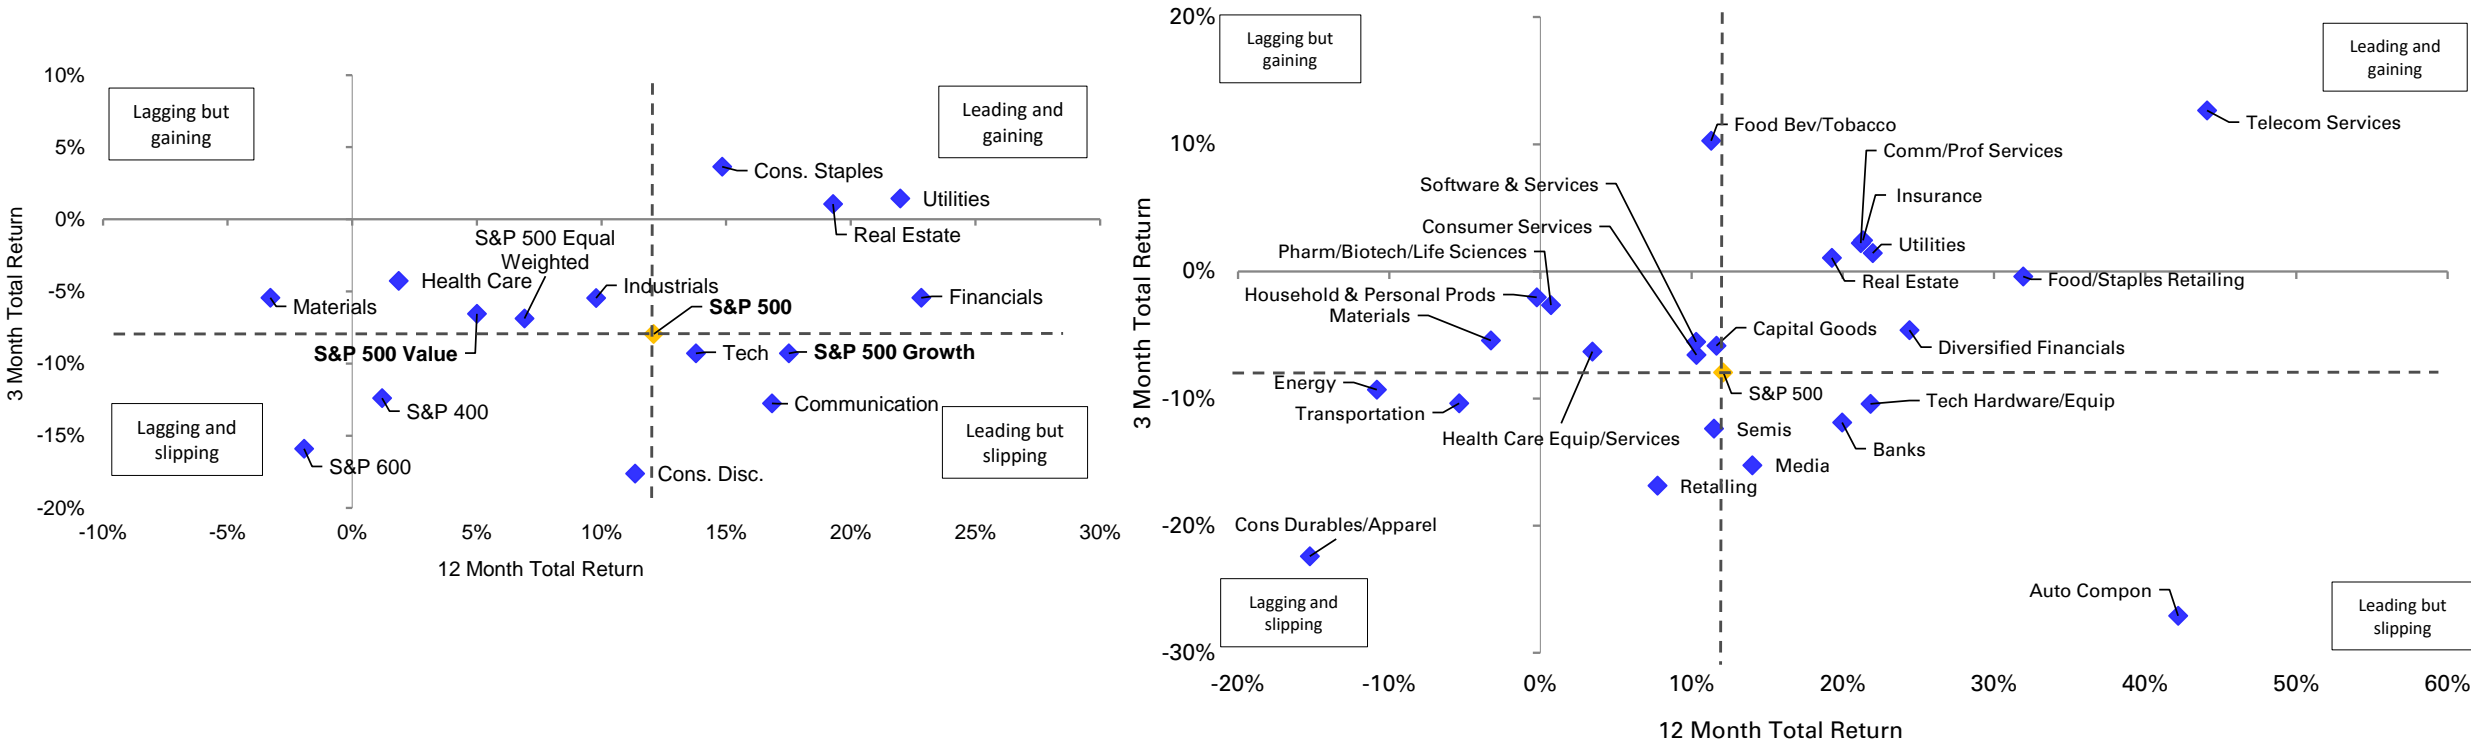 10%
5%
0%
-5%
-10%
-15%
-20%
3 Month Total Return
Lagging but
gaining
Leading and
gaining
Cons. Staples
Utilities
Real Estate
S&P 500 Equal
Weighted
Health Care
Industrials
Materials
S&P 500
Financials
S&P 500 Value
Tech
S&P 500 Growth
S&P 400
Communication
Lagging and
slipping
Leading but
slipping
S&P 600
Cons. Disc.
-10%
-5%
0%
5%
10%
15%
20%
25%
30%
12 Month Total Return
20%
10%
0%
-10%
-20%
-30%
3 Month Total Return
Lagging but
gaining
Leading and
gaining
Food Bev/Tobacco
Telecom Services
Comm/Prof Services
Software & Services
Insurance
Consumer Services
Pharm/Biotech/Life Sciences
Utilities
Real Estate
Food/Staples Retailing
Household & Personal Prods
Materials
Capital Goods
Diversified Financials
Energy
Transportation
S&P 500
Tech Hardware/Equip
Health Care Equip/Services
Semis
Banks
Media
Retailing
Cons Durables/Apparel
Auto Compon
Lagging and
slipping
Leading but
slipping
-20%
-10%
0%
10%
20%
30%
40%
50%
60%
12 Month Total Return